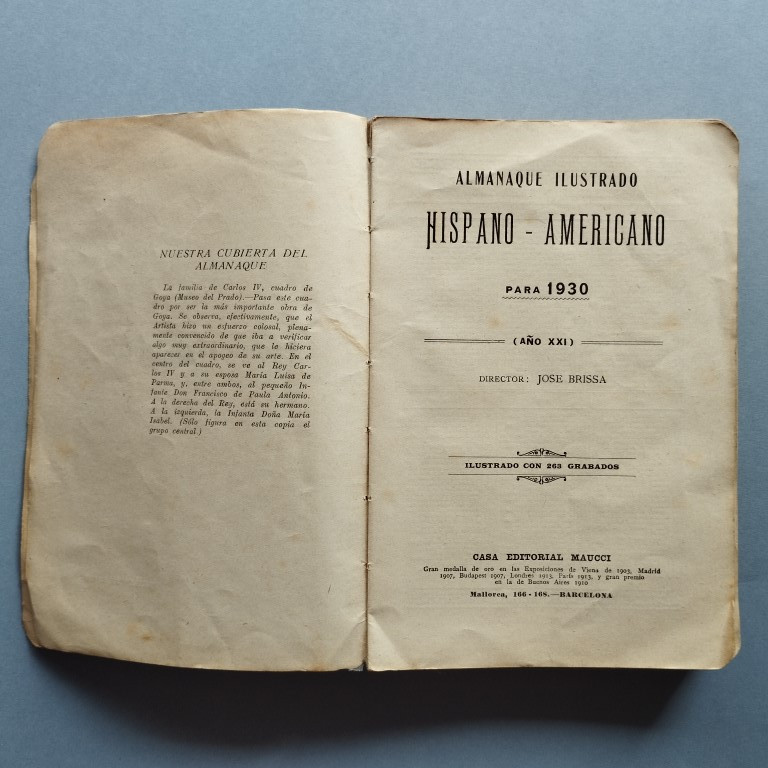 NUESTRA CUBIERTA DEL
ALMANAQUE
La familia de Carlos IV, cuadro de
Goya (Museo del Prado).—Pasa este cua-
dro por ser la más importante obra de
Goya. Se observa, efectivamente, que el
Artista hizo un esfuerzo colosal, plena-
mente convencido de que iba a verificar
algo muy extraordinario, que le hiciera
aparecer en el apogeo de su arte. En el
centro del cuadro, se ve al Rey Car-
los IV y a su esposa María Luisa de
Parma, y, entre ambos, al pequeño In-
fante Don Francisco de Paula Antonio.
A la derecha del Rey, está su hermano.
A la izquierda, la Infanta Doña María
Isabel. (Sólo figura en esta copia el
grupo central.)
ALMANAQUE ILUSTRADO
HISPANO - AMERICANO
PARA 1930
(AÑO XXI)
DIRECTOR: JOSE BRISSA
ILUSTRADO CON 263 GRABADOS
CASA EDITORIAL MAUCCI
Gran medalla de oro en las Exposiciones de Viena de 1903, Madrid
1907, Budapest 1907, Londres 1913, París 1913, y gran premio
en la de Buenos Aires 1910
Mallorca, 166 - 168.—BARCELONA